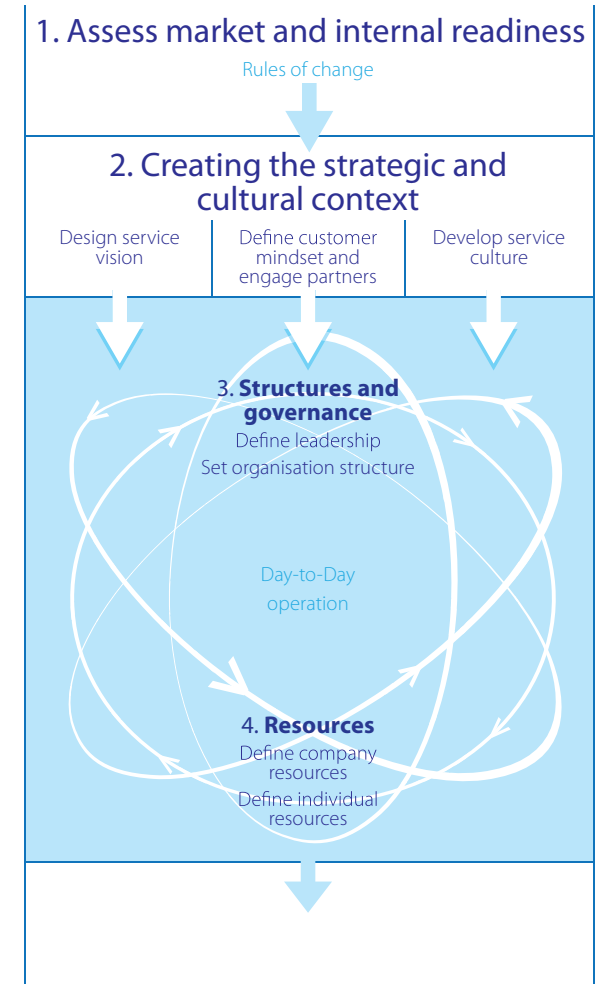 1. Assess market and internal readiness
Rules of change
2. Creating the strategic and
cultural context
Design service
vision
Define customer
mindset and
engage partners
Develop service
culture
3. Structures and
governance
Define leadership
Set organisation structure
Day-to-Day
operation
4. Resources
Define company
resources
Define individual
resources